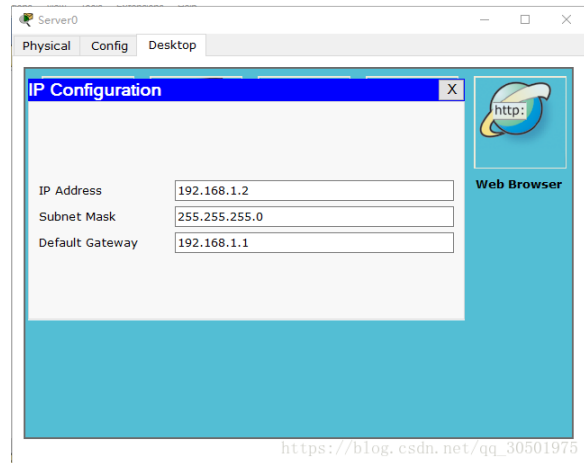 Server0
Physical Config Desktop
IP Configuration X
http:
IP Address 192.168.1.2
Web Browser
Subnet Mask 255.255.255.0
Default Gateway 192.168.1.1
https://blog.csdn.net/qq_30501975